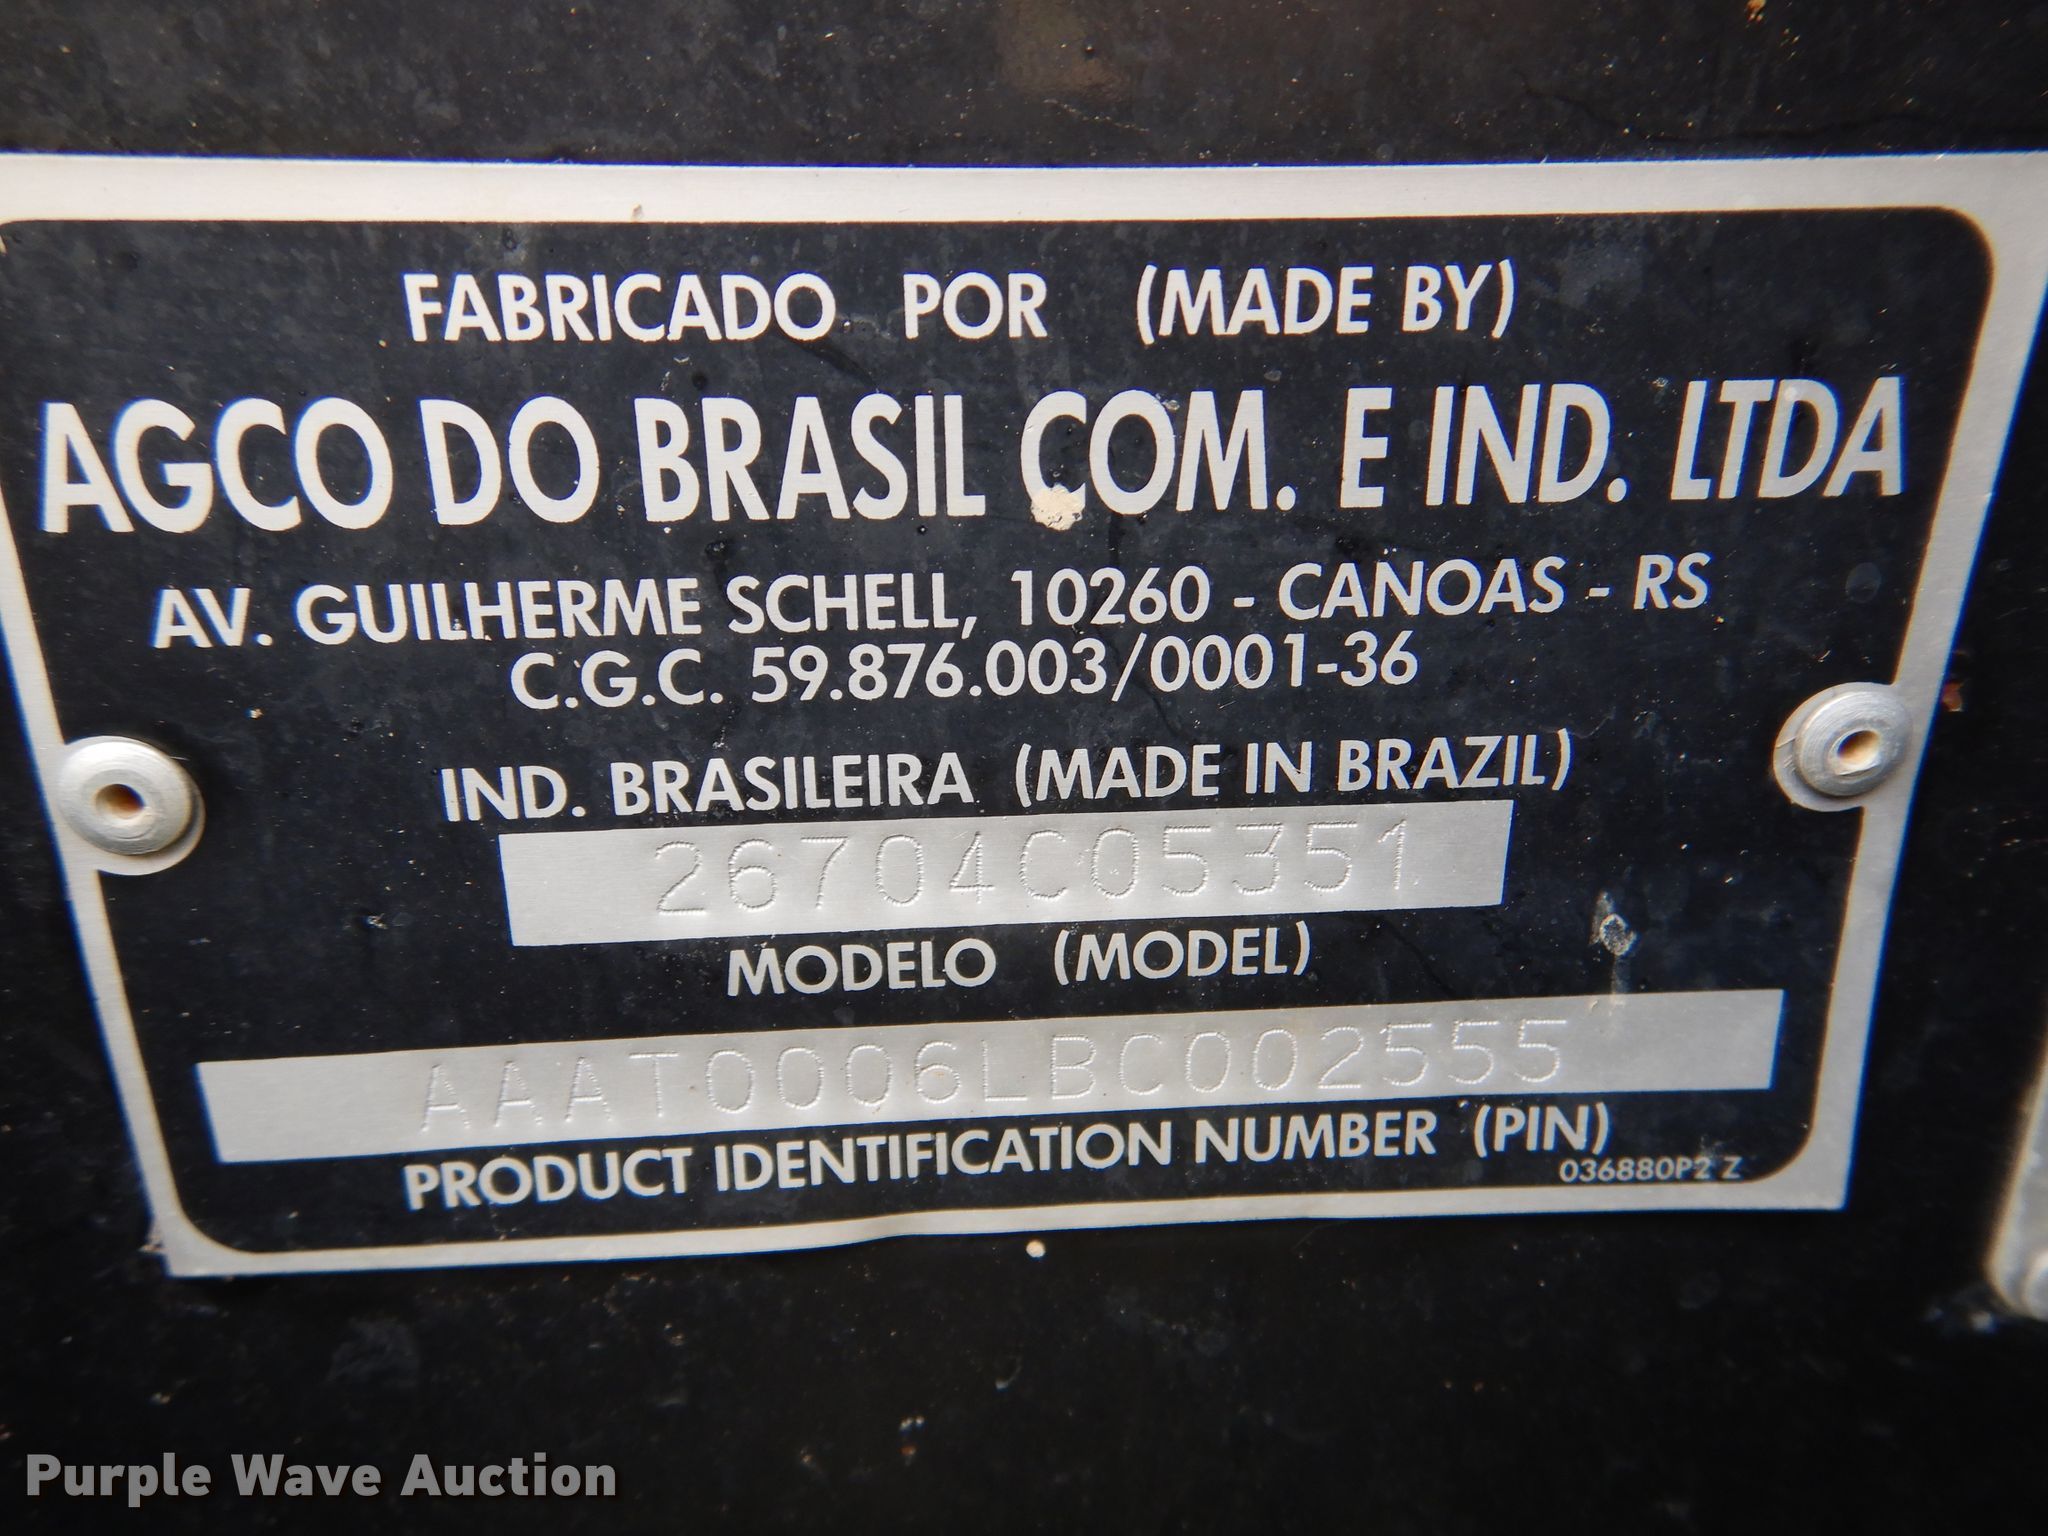 FABRICADO POR (MADE BY)
AGCO DO BRASIL COM. E IND. LTDA
AV. GUILHERME SCHELL, 10260 - CANOAS - RS
C.G.C. 59.876.003/0001-36
IND. BRASILEIRA (MADE IN BRAZIL)
26704C05351
MODELO (MODEL)
AAAT0006LBC002555
PRODUCT IDENTIFICATION NUMBER (PIN)
036880P2 Z
Purple Wave Auction